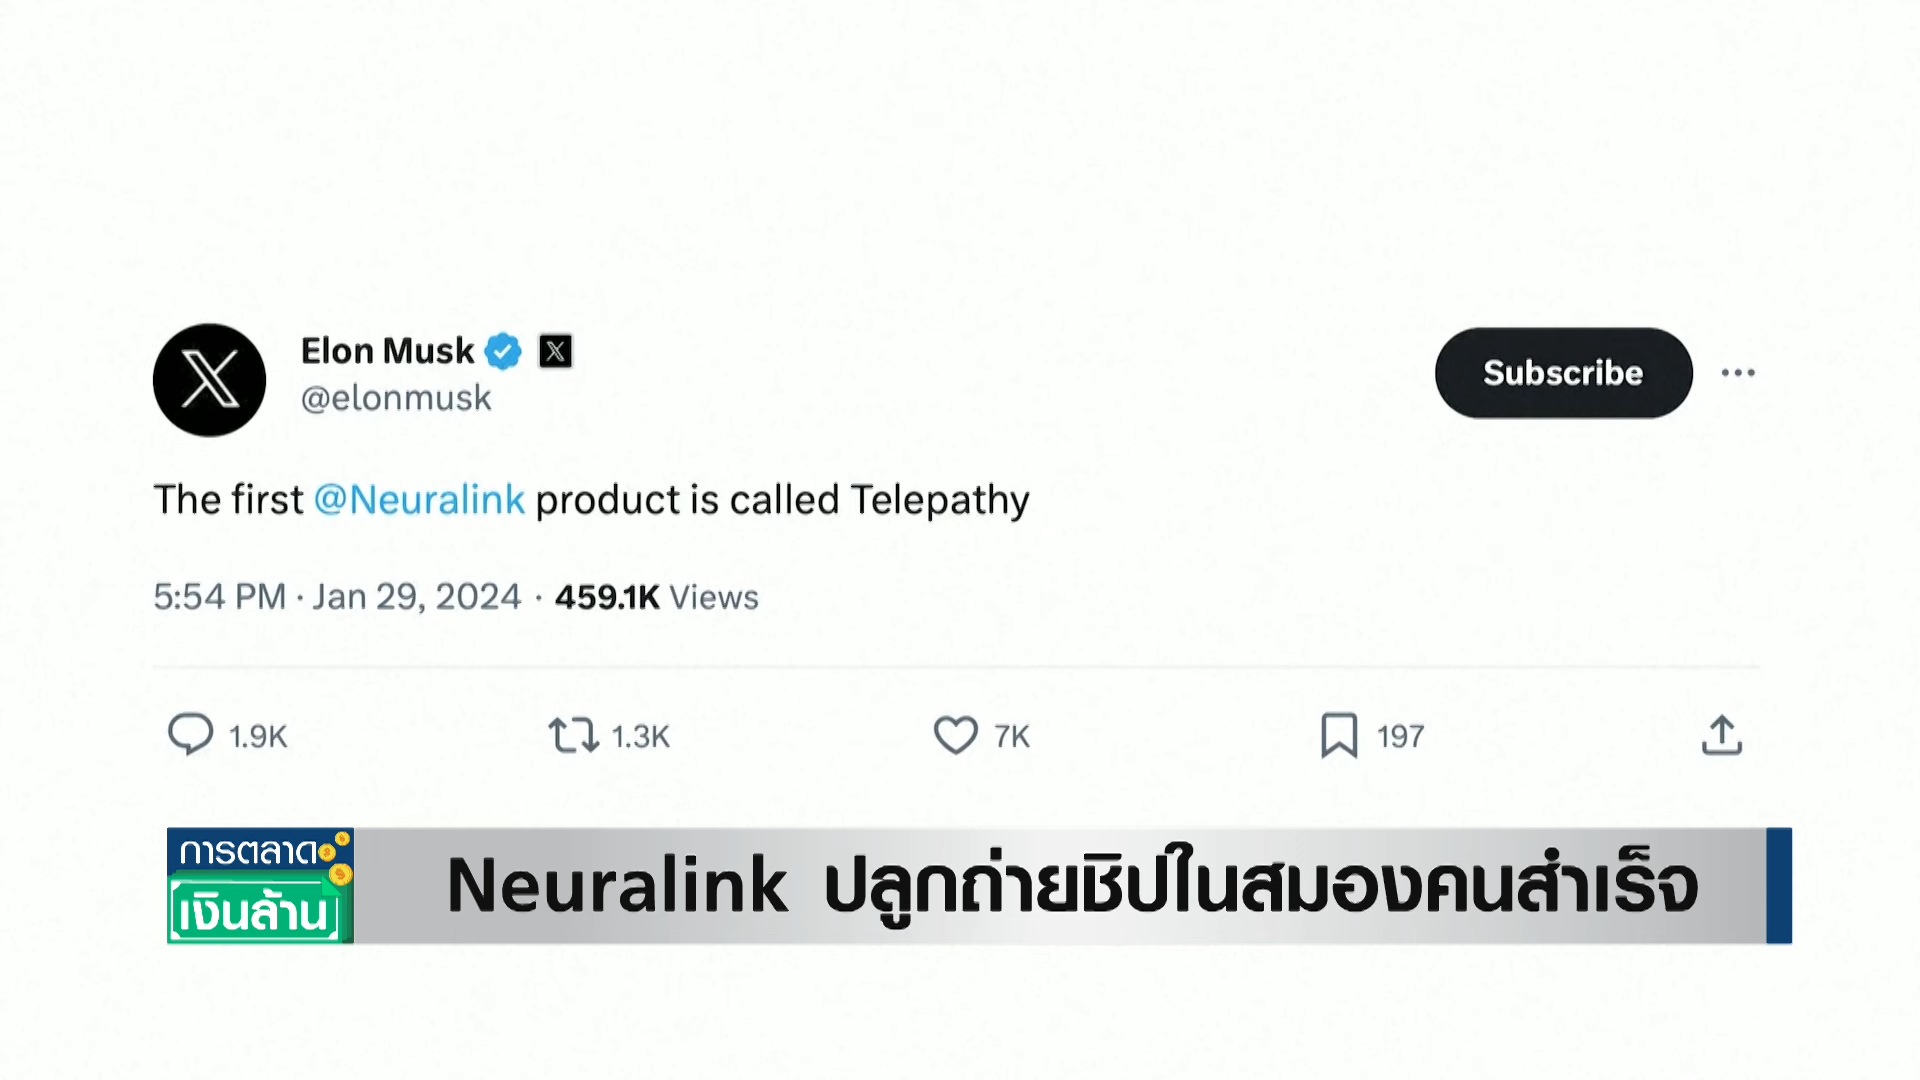 Elon Musk
@elonmusk
Subscribe
The first @Neuralink product is called Telepathy
5:54 PM · Jan 29, 2024 · 459.1K Views
1.9K 1.3K 7K 197
การตลาด
เงินล้าน
Neuralink ปลูกถ่ายชิปในสมองคนสำเร็จ